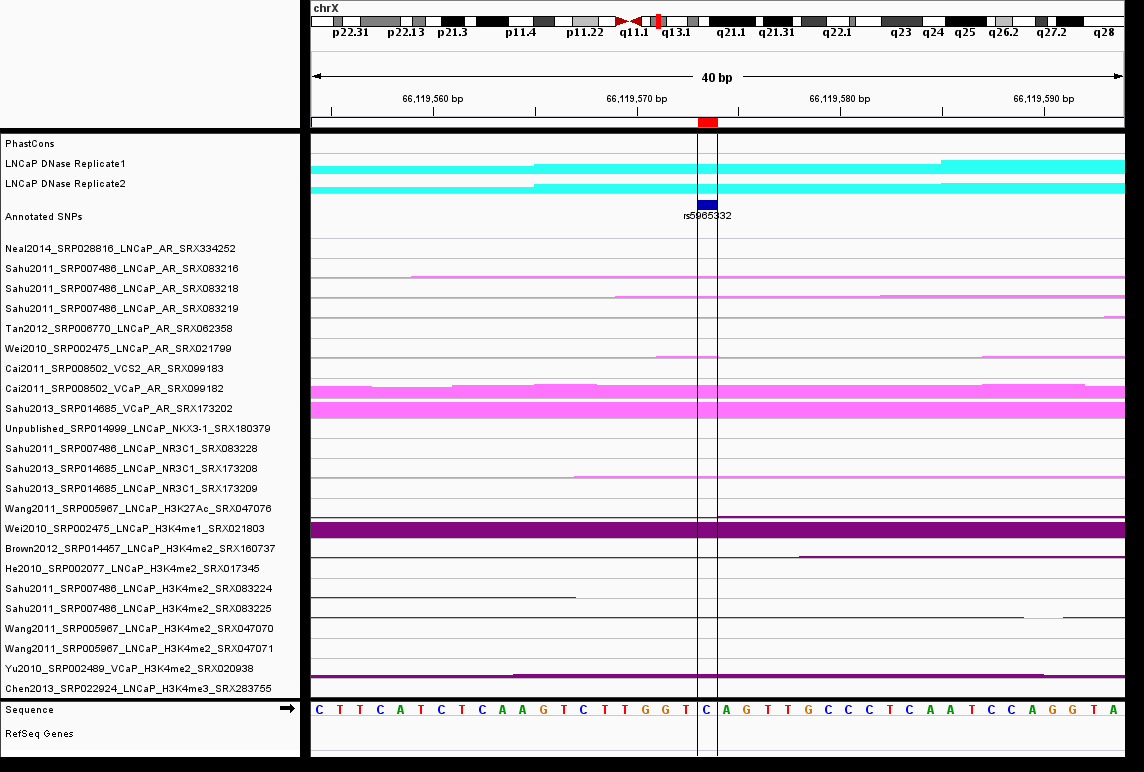 chrX
p22.31 p22.13 p21.3 p11.4 p11.22 q11.1 q13.1 q21.1 q21.31 q22.1 q23 q24 q25 q26.2 q27.2 q28
40 bp
66,119,560 bp 66,119,570 bp 66,119,580 bp 66,119,590 bp
PhastCons
LNCaP DNase Replicate1
LNCaP DNase Replicate2
Annotated SNPs
rs5965332
Neal2014_SRP028816_LNCaP_AR_SRX334252
Sahu2011_SRP007486_LNCaP_AR_SRX083216
Sahu2011_SRP007486_LNCaP_AR_SRX083218
Sahu2011_SRP007486_LNCaP_AR_SRX083219
Tan2012_SRP006770_LNCaP_AR_SRX062358
Wei2010_SRP002475_LNCaP_AR_SRX021799
Cai2011_SRP008502_VCS2_AR_SRX099183
Cai2011_SRP008502_VCaP_AR_SRX099182
Sahu2013_SRP014685_VCaP_AR_SRX173202
Unpublished_SRP014999_LNCaP_NKX3-1_SRX180379
Sahu2011_SRP007486_LNCaP_NR3C1_SRX083228
Sahu2013_SRP014685_LNCaP_NR3C1_SRX173208
Sahu2013_SRP014685_LNCaP_NR3C1_SRX173209
Wang2011_SRP005967_LNCaP_H3K27Ac_SRX047076
Wei2010_SRP002475_LNCaP_H3K4me1_SRX021803
Brown2012_SRP014457_LNCaP_H3K4me2_SRX160737
He2010_SRP002077_LNCaP_H3K4me2_SRX017345
Sahu2011_SRP007486_LNCaP_H3K4me2_SRX083224
Sahu2011_SRP007486_LNCaP_H3K4me2_SRX083225
Wang2011_SRP005967_LNCaP_H3K4me2_SRX047070
Wang2011_SRP005967_LNCaP_H3K4me2_SRX047071
Yu2010_SRP002489_VCaP_H3K4me2_SRX020938
Chen2013_SRP022924_LNCaP_H3K4me3_SRX283755
Sequence C T T C A T C T C A A G T C T T G G T C A G T T G C C C T C A A T C C A G G T A
RefSeq Genes